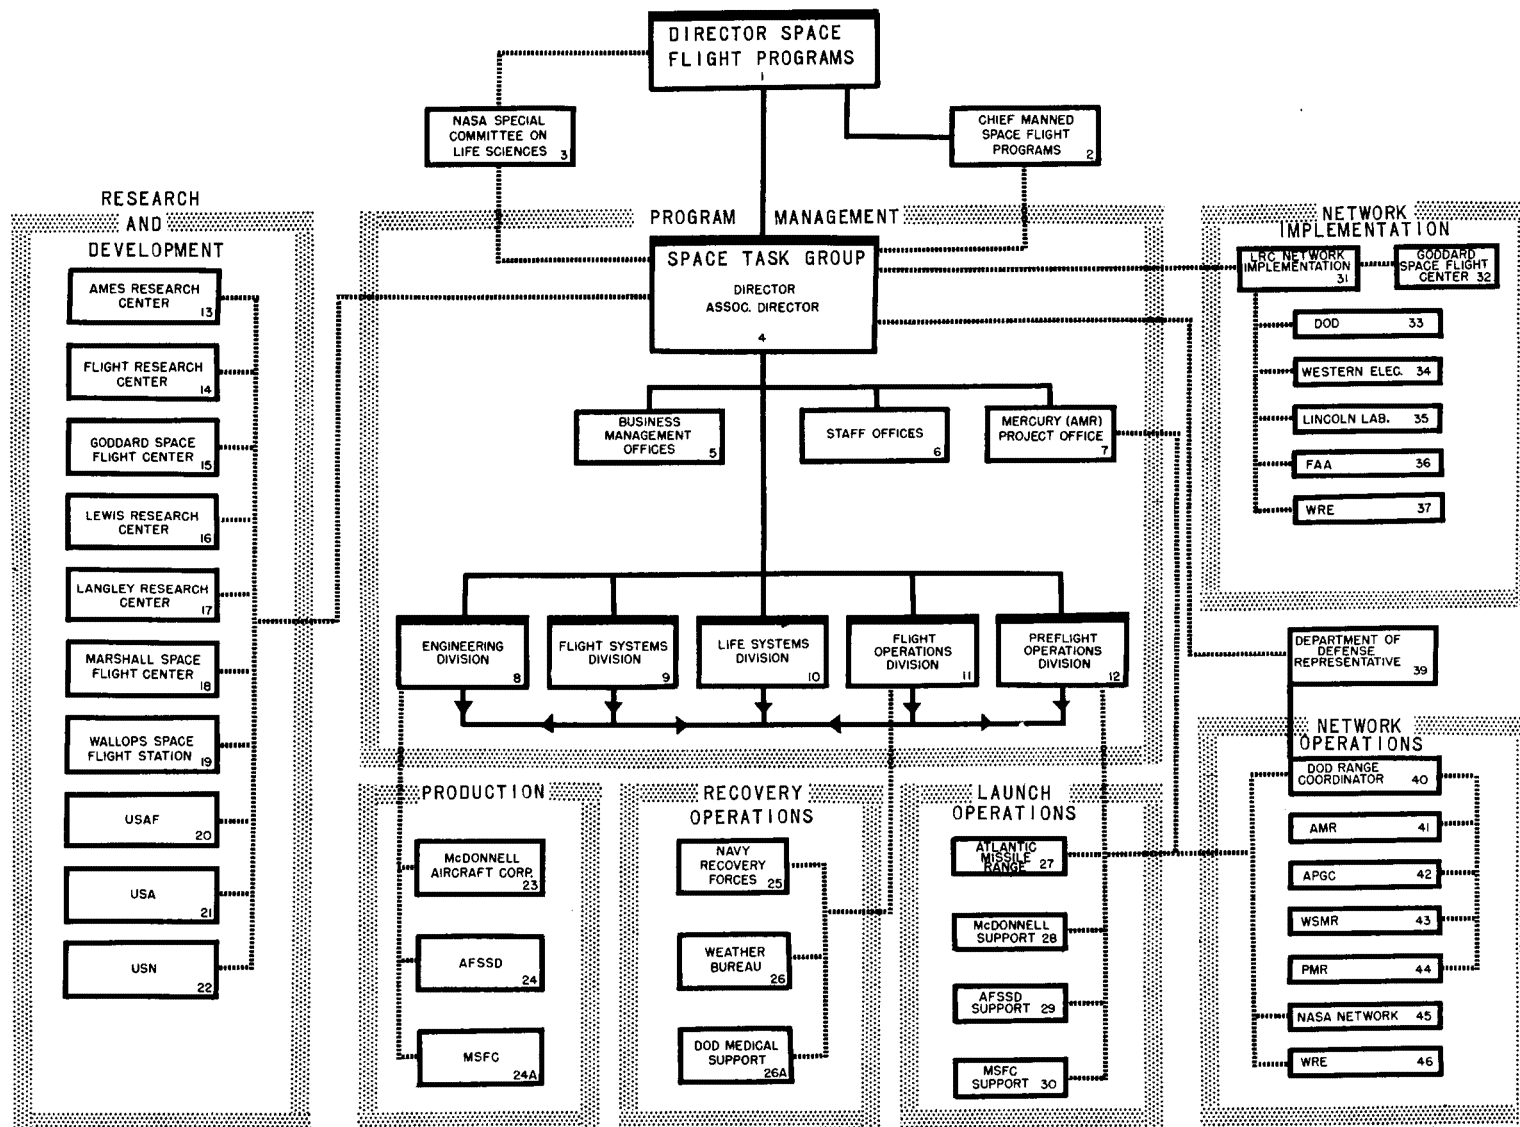 DIRECTOR SPACE
FLIGHT PROGRAMS
1
NASA SPECIAL
COMMITTEE ON
LIFE SCIENCES 3
CHIEF MANNED
SPACE FLIGHT
PROGRAMS 2
RESEARCH
AND
DEVELOPMENT
AMES RESEARCH
CENTER 13
FLIGHT RESEARCH
CENTER 14
GODDARD SPACE
FLIGHT CENTER
15
LEWIS RESEARCH
CENTER
16
LANGLEY RESEARCH
CENTER 17
MARSHALL SPACE
FLIGHT CENTER
18
WALLOPS SPACE
FLIGHT STATION
19
USAF
20
USA
21
USN
22
PROGRAM MANAGEMENT
SPACE TASK GROUP
DIRECTOR
ASSOC. DIRECTOR
4
BUSINESS
MANAGEMENT
OFFICES 5
STAFF OFFICES
6
MERCURY (AMR)
PROJECT OFFICE
7
ENGINEERING
DIVISION
8
FLIGHT SYSTEMS
DIVISION
9
LIFE SYSTEMS
DIVISION
10
FLIGHT
OPERATIONS
DIVISION
11
PREFLIGHT
OPERATIONS
DIVISION
12
PRODUCTION
McDONNELL
AIRCRAFT CORP.
23
AFSSD
24
MSFC
24A
RECOVERY
OPERATIONS
NAVY
RECOVERY
FORCES 25
WEATHER
BUREAU
26
DOD MEDICAL
SUPPORT
26A
LAUNCH
OPERATIONS
ATLANTIC
MISSILE
RANGE 27
McDONNELL
SUPPORT 28
AFSSD
SUPPORT 29
MSFC
SUPPORT 30
NETWORK
IMPLEMENTATION
LRC NETWORK
IMPLEMENTATION
31
GODDARD
SPACE FLIGHT
CENTER 32
DOD 33
WESTERN ELEC. 34
LINCOLN LAB. 35
FAA 36
WRE 37
DEPARTMENT OF
DEFENSE
REPRESENTATIVE
39
NETWORK
OPERATIONS
DOD RANGE
COORDINATOR 40
AMR 41
APGC 42
WSMR 43
PMR 44
NASA NETWORK 45
WRE 46